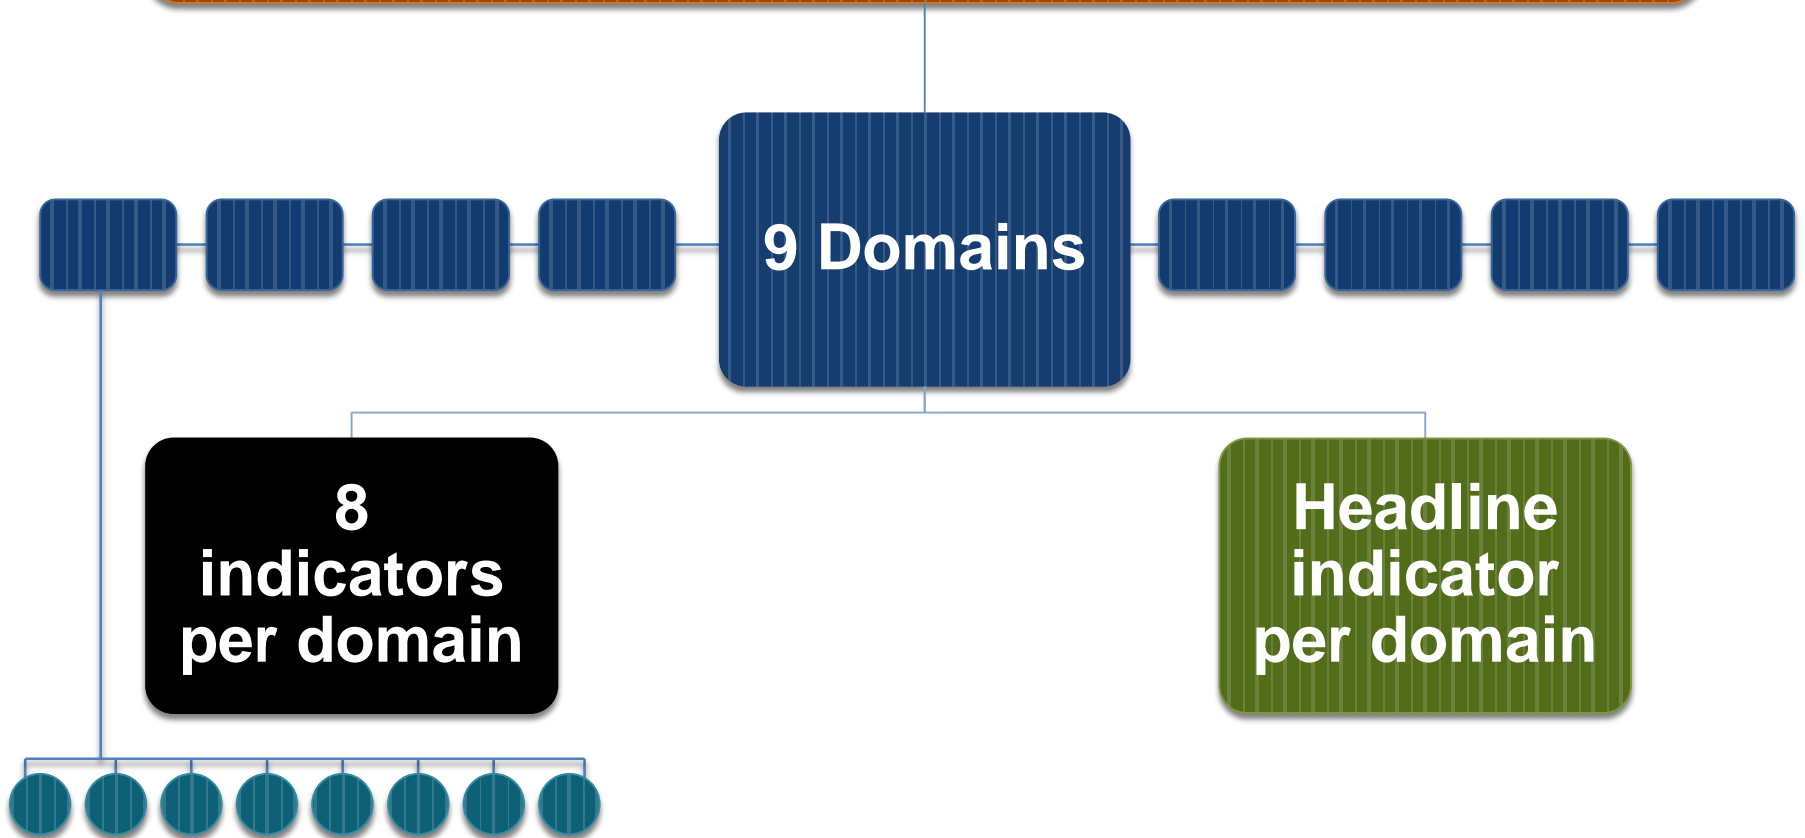 9 Domains
8
indicators
per domain
Headline
indicator
per domain